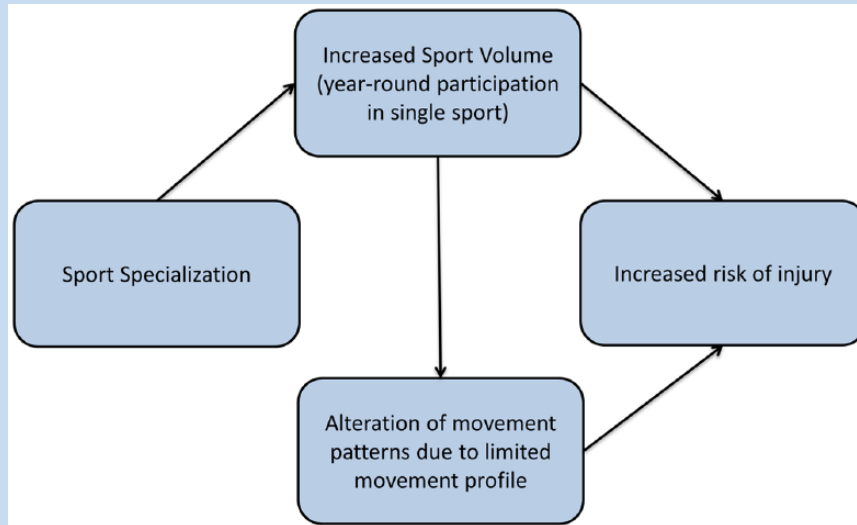 Increased Sport Volume
(year-round participation
in single sport)
Sport Specialization
Increased risk of injury
Alteration of movement
patterns due to limited
movement profile